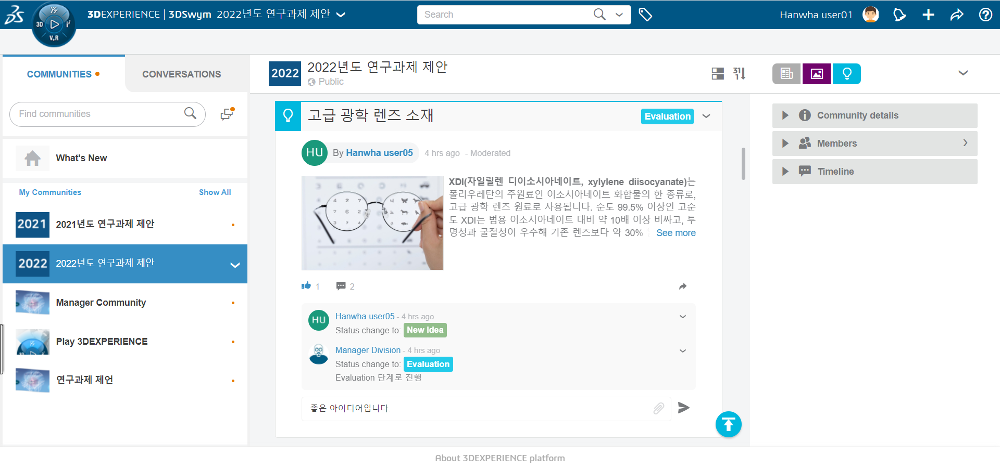 3DEXPERIENCE | 3DSwym 2022년도 연구과제 제안
Search
Hanwha user01
3D
V.R
COMMUNITIES
CONVERSATIONS
Find communities
What's New
My Communities
Show All
2021
2021년도 연구과제 제안
2022
2022년도 연구과제 제안
Manager Community
Play 3DEXPERIENCE
연구과제 제언
2022
2022년도 연구과제 제안
Public
고급 광학 렌즈 소재
Evaluation
HU
By Hanwha user05
4 hrs ago - Moderated
XDI(자일릴렌 디이소시아네이트, xylylene diisocyanate)는
폴리우레탄의 주원료인 이소시아네이트 화합물의 한 종류로,
고급 광학 렌즈 원료로 사용됩니다. 순도 99.5% 이상인 고순
도 XDI는 범용 이소시아네이트 대비 약 10배 이상 비싸고, 투
명성과 굴절성이 우수해 기존 렌즈보다 약 30%
See more
1
2
HU
Hanwha user05 - 4 hrs ago
Status change to: New Idea
Manager Division - 4 hrs ago
Status change to: Evaluation
Evaluation 단계로 진행
좋은 아이디어입니다.
Community details
Members
Timeline
About 3DEXPERIENCE platform